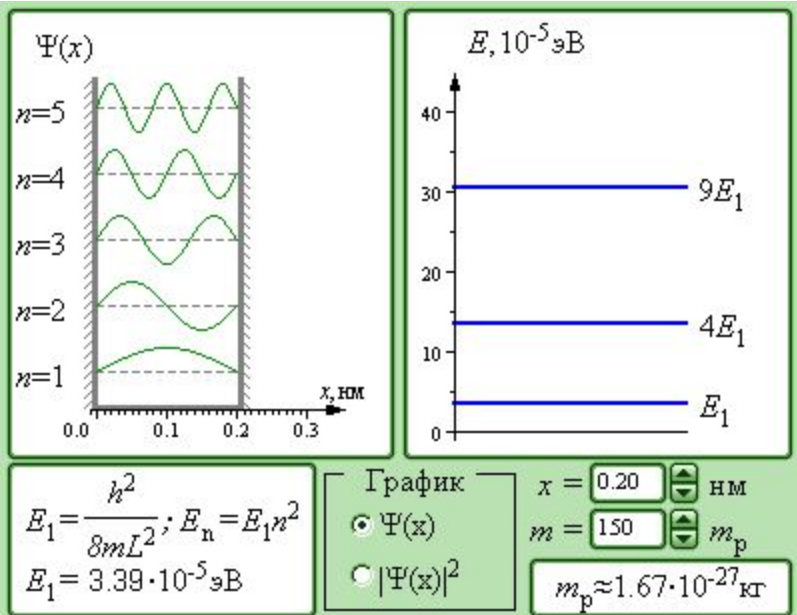 Ψ(x)
n=5
n=4
n=3
n=2
n=1
x, нм
0.0 0.1 0.2 0.3
E, 10⁻⁵эВ
40
30
20
10
0
9E₁
4E₁
E₁
E₁ = h² / 8mL² ; Eₙ = E₁n²
E₁ = 3.39·10⁻⁵эВ
График
Ψ(x)
|Ψ(x)|²
x = 0.20 нм
m = 150 mₚ
mₚ≈1.67·10⁻²⁷кг